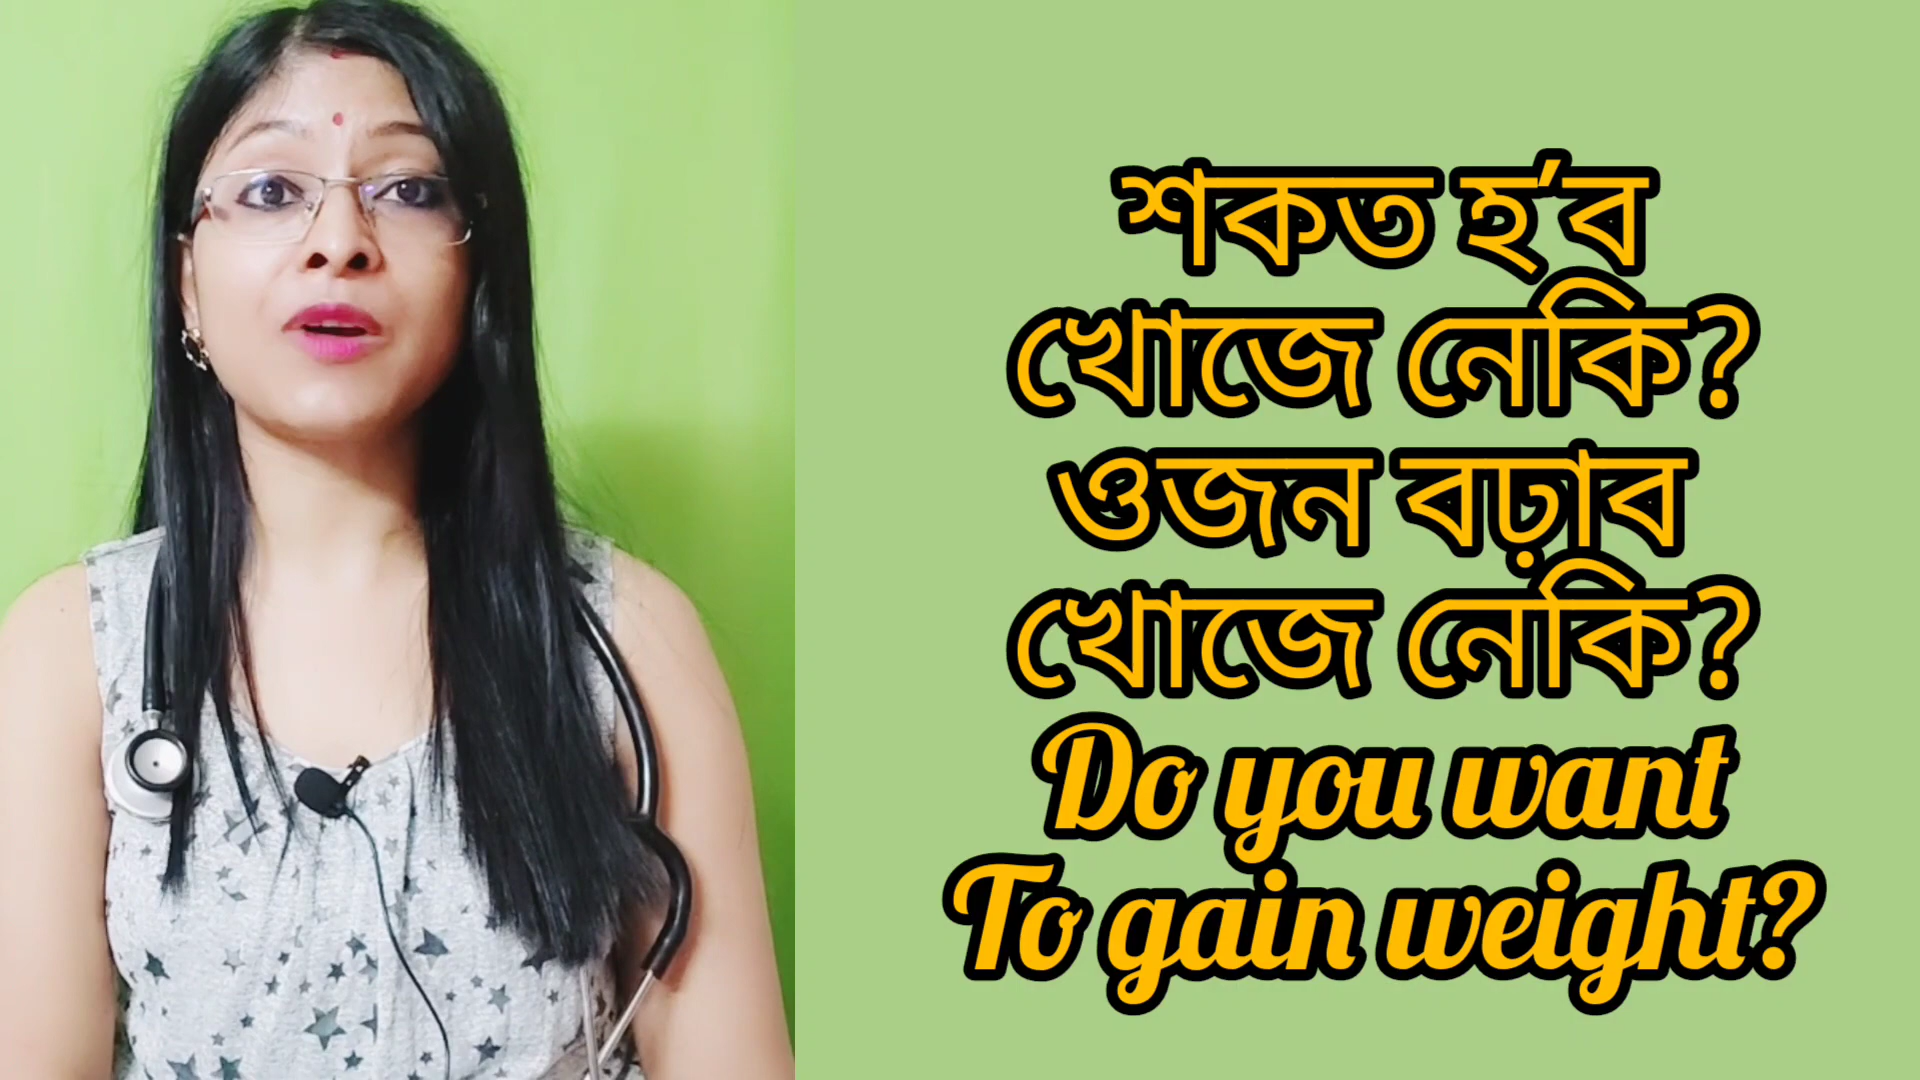 শকত হ'ব
খোজে নেকি?
ওজন বঢ়াব
খোজে নেকি?
Do you want
To gain weight?